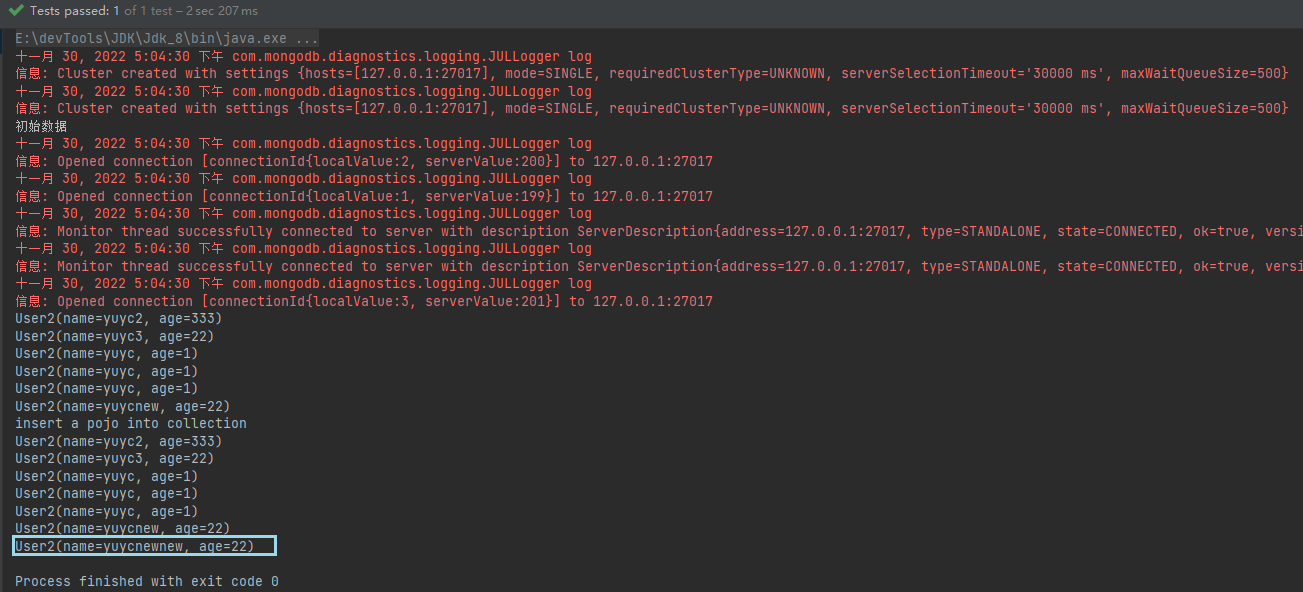 Tests passed: 1 of 1 test – 2 sec 207 ms
E:\devTools\JDK\Jdk_8\bin\java.exe ...
十一月 30, 2022 5:04:30 下午 com.mongodb.diagnostics.logging.JULLogger log
信息: Cluster created with settings {hosts=[127.0.0.1:27017], mode=SINGLE, requiredClusterType=UNKNOWN, serverSelectionTimeout='30000 ms', maxWaitQueueSize=500}
十一月 30, 2022 5:04:30 下午 com.mongodb.diagnostics.logging.JULLogger log
信息: Cluster created with settings {hosts=[127.0.0.1:27017], mode=SINGLE, requiredClusterType=UNKNOWN, serverSelectionTimeout='30000 ms', maxWaitQueueSize=500}
初始数据
十一月 30, 2022 5:04:30 下午 com.mongodb.diagnostics.logging.JULLogger log
信息: Opened connection [connectionId{localValue:2, serverValue:200}] to 127.0.0.1:27017
十一月 30, 2022 5:04:30 下午 com.mongodb.diagnostics.logging.JULLogger log
信息: Opened connection [connectionId{localValue:1, serverValue:199}] to 127.0.0.1:27017
十一月 30, 2022 5:04:30 下午 com.mongodb.diagnostics.logging.JULLogger log
信息: Monitor thread successfully connected to server with description ServerDescription{address=127.0.0.1:27017, type=STANDALONE, state=CONNECTED, ok=true, versi
十一月 30, 2022 5:04:30 下午 com.mongodb.diagnostics.logging.JULLogger log
信息: Monitor thread successfully connected to server with description ServerDescription{address=127.0.0.1:27017, type=STANDALONE, state=CONNECTED, ok=true, versi
十一月 30, 2022 5:04:30 下午 com.mongodb.diagnostics.logging.JULLogger log
信息: Opened connection [connectionId{localValue:3, serverValue:201}] to 127.0.0.1:27017
User2(name=yuyc2, age=333)
User2(name=yuyc3, age=22)
User2(name=yuyc, age=1)
User2(name=yuyc, age=1)
User2(name=yuyc, age=1)
User2(name=yuycnew, age=22)
insert a pojo into collection
User2(name=yuyc2, age=333)
User2(name=yuyc3, age=22)
User2(name=yuyc, age=1)
User2(name=yuyc, age=1)
User2(name=yuyc, age=1)
User2(name=yuycnew, age=22)
User2(name=yuycnewnew, age=22)
Process finished with exit code 0